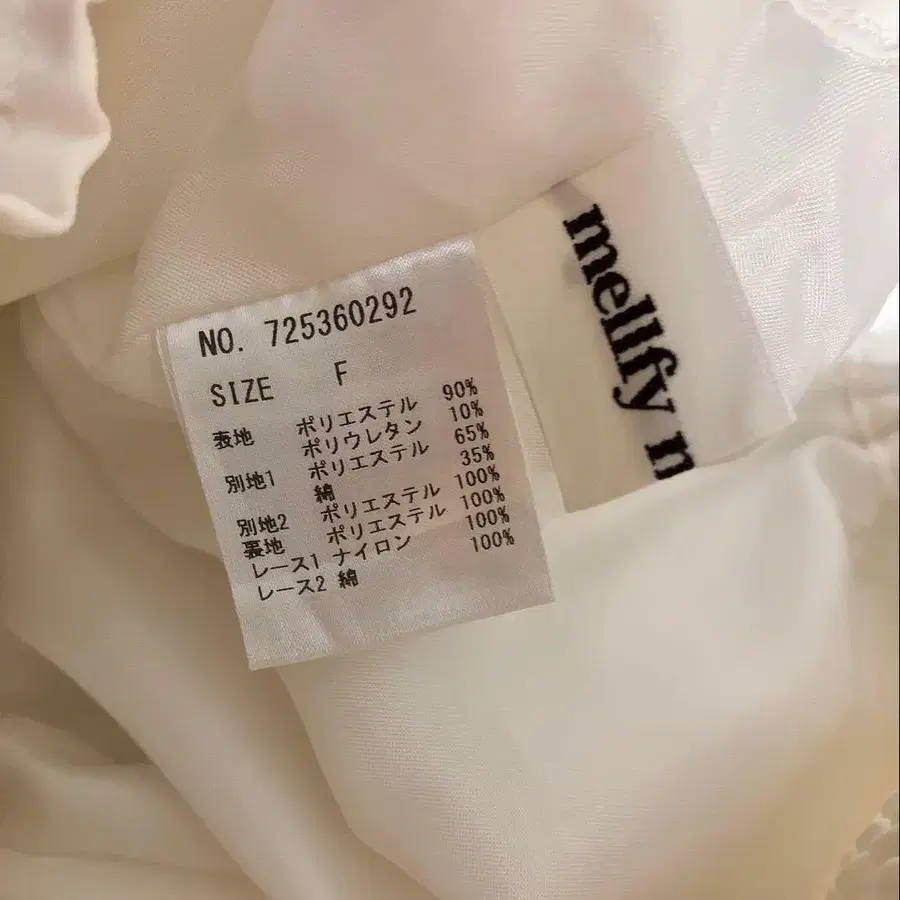 NO. 725360292
SIZE F
表地 ポリエステル 90%
ポリウレタン 10%
別地1 ポリエステル 65%
綿 35%
別地2 ポリエステル 100%
裏地 ポリエステル 100%
レース1 ナイロン 100%
レース2 綿 100%
mellfy